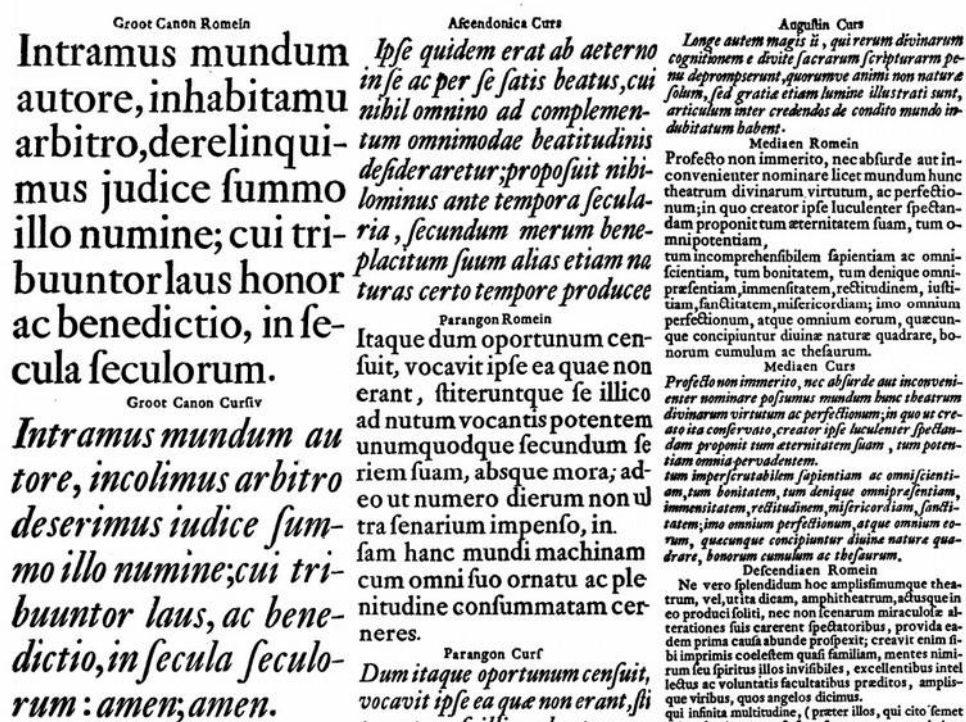 Groot Canon Romein
Intramus mundum
autore, inhabitamu
arbitro,derelinqui-
mus judice ſummo
illo numine; cui tri-
buuntor laus honor
ac benedictio, in ſe-
cula ſeculorum.
Groot Canon Curſiv
Intramus mundum au
tore, incolimus arbitro
deserimus iudice ſum-
mo illo numine;cui tri-
buuntor laus, ac bene-
dictio,in ſecula ſeculo-
rum : amen; amen.
Aſcendonica Curs
Ipſe quidem erat ab aeterno
in ſe ac per ſe ſatis beatus,cui
nihil omnino ad complemen-
tum omnimodae beatitudinis
deſideraretur;propoſuit nihi-
lominus ante tempora ſecula-
ria , ſecundum merum bene-
placitum ſuum alias etiam na
turas certo tempore producee
Parangon Romein
Itaque dum oportunum cen-
ſuit, vocavit ipſe ea quae non
erant , ſtiteruntque ſe illico
ad nutum vocantis potentem
unumquodque ſecundum ſe
riem ſuam, absque mora; ad-
eo ut numero dierum non ul
tra ſenarium impenſo, in
ſam hanc mundi machinam
cum omni ſuo ornatu ac ple
nitudine conſummatam cer-
neres.
Parangon Curſ
Dum itaque oportunum cenſuit,
vocavit ipſe ea quæ non erant,ſti
Auguſtin Curs
Longe autem magis ii , qui rerum divinarum
cognitionem e divite ſacrarum ſcripturarm pe-
nu deprompserunt,quorumve animi non naturæ
ſolum, ſed gratiæ etiam lumine illustrati sunt,
articulum inter credendos de condito mundo in-
dubitatum habent.
Mediaen Romein
Profecto non immerito, nec abſurde aut in-
convenienter nominare licet mundum hunc
theatrum divinarum virtutum, ac perfectio-
num;in quo creator ipſe luculenter ſpectan-
dam proponit tum æternitatem ſuam, tum o-
mnipotentiam,
tum incomprehenſibilem ſapientiam ac omni-
ſcientiam, tum bonitatem, tum denique omni-
præſentiam,immenſitatem,rectitudinem, iuſti-
tiam,ſanctitatem,miſericordiam; imo omnium
perfectionum, atque omnium eorum, quæcun-
que concipiuntur diuinæ naturæ quadrare, bo-
norum cumulum ac theſaurum.
Mediaen Curs
Profecto non immerito, nec abſurde aut inconveni-
enter nominare poſsumus mundum hunc theatrum
divinarum virtutum ac perfectionum;in quo ut cre-
ato ita conſervato,creator ipſe luculenter ſpectan-
dam proponit tum æternitatem ſuam , tum poten-
tiam omnia pervadentem.
tum imperſcrutabilem ſapientiam ac omniſcienti-
am,tum bonitatem, tum denique omnipræſentiam,
immensitatem,rectitudinem,miſericordiam,ſancti-
tatem;imo omnium perfectionum,atque omnium eo-
rum, quæcunque concipiuntur diuinæ naturæ qua-
drare, bonorum cumulum ac theſaurum.
Deſcendiaen Romein
Ne vero ſplendidum hoc ampliſſimumque thea-
trum, vel,ut ita dicam, amphitheatrum,actusque in
eo produci ſoliti, nec non ſcenarum miraculoſæ al-
terationes ſuis carerent ſpectatoribus, provida ea-
dem prima cauſa abunde proſpexit; creavit enim ſi-
bi imprimis coelestem quaſi familiam, mentes nimi-
rum ſeu ſpiritus illos inviſibiles, excellentibus intel
lectus ac voluntatis facultatibus præditos, amplis-
que viribus, quos angelos dicimus.
qui infinita multitudine, (præter illos, qui cito ſemet